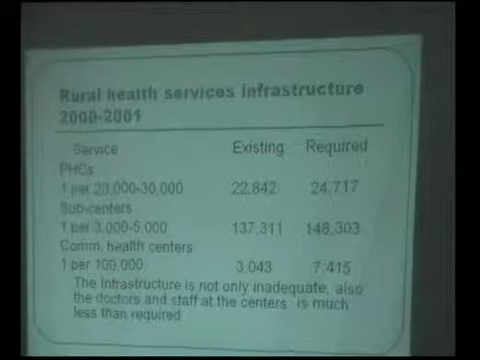 Rural health services infrastructure
2000-2001
Service Existing Required
PHCs
1 per 20,000-30,000 22,842 24,717
Sub-centers
1 per 3,000-5,000 137,311 148,303
Comm. health centers
1 per 100,000 3,043 7,415
The Infrastructure is not only inadequate, also
the doctors and staff at the centers is much
less than required